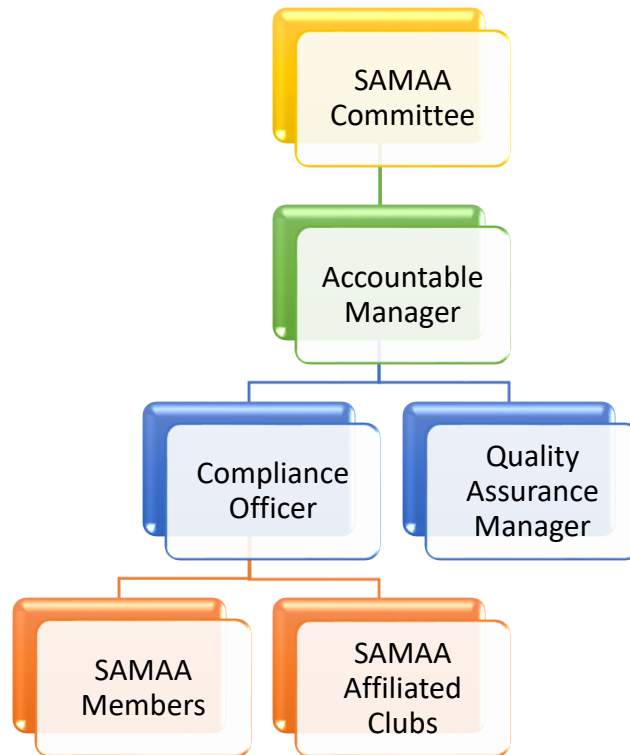 SAMAA
Committee
Accountable
Manager
Compliance
Officer
Quality
Assurance
Manager
SAMAA
Members
SAMAA
Affiliated
Clubs